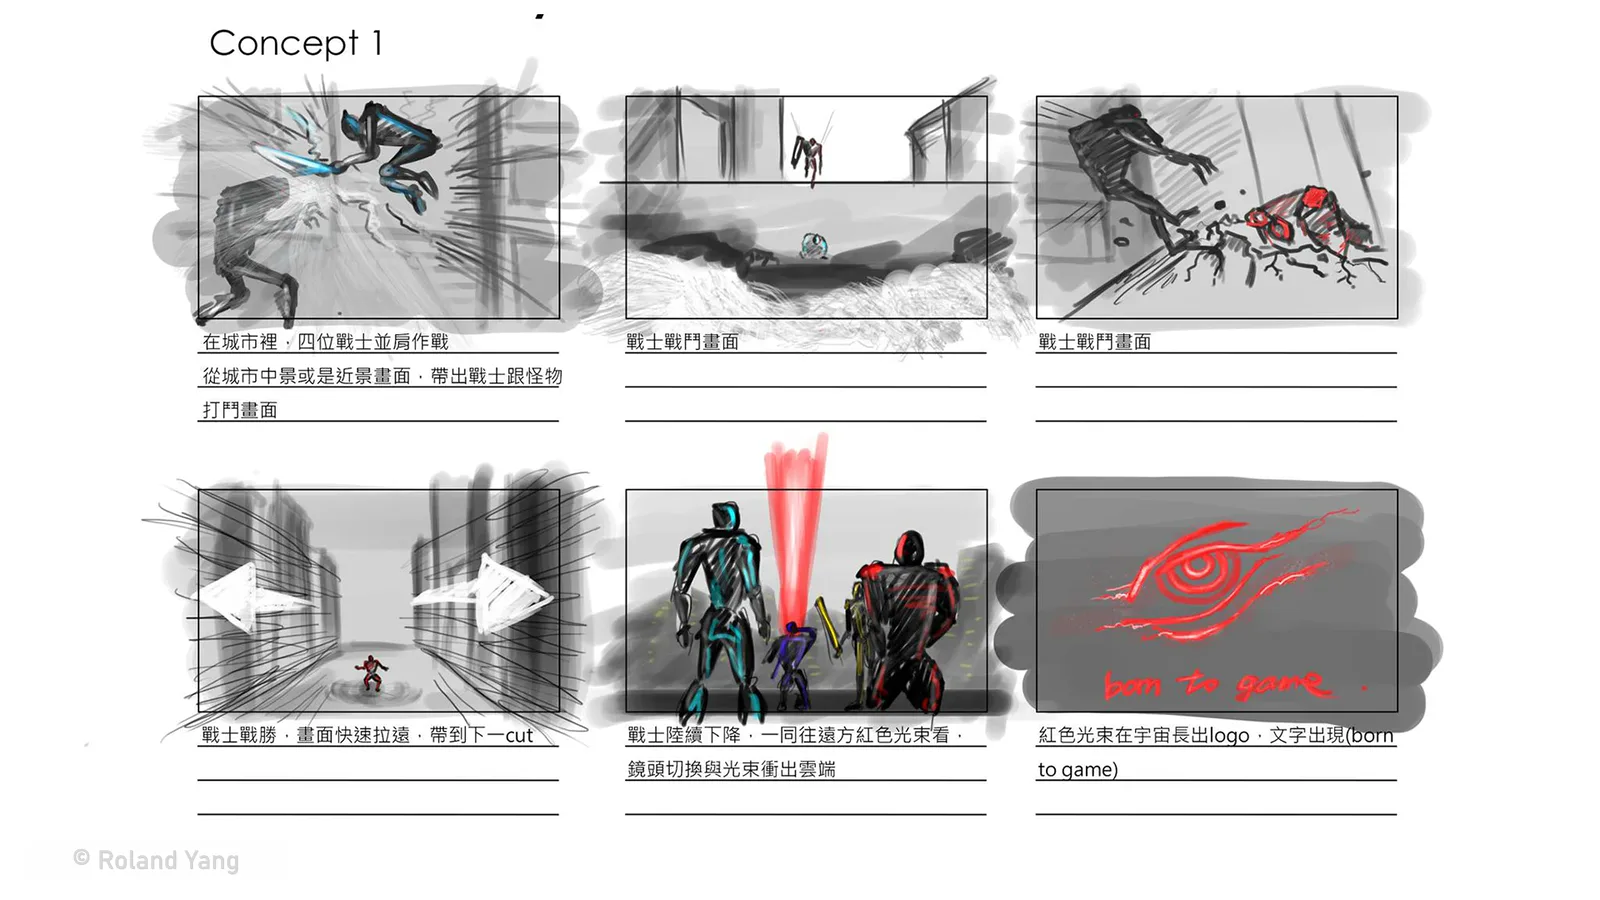 Concept 1
在城市裡，四位戰士並肩作戰
從城市中景或是近景畫面，帶出戰士跟怪物
打鬥畫面
戰士戰鬥畫面
戰士戰鬥畫面
戰士戰勝，畫面快速拉遠，帶到下一cut
戰士陸續下降，一同往遠方紅色光束看，
鏡頭切換與光束衝出雲端
born to game .
紅色光束在宇宙長出logo，文字出現(born
to game)
© Roland Yang